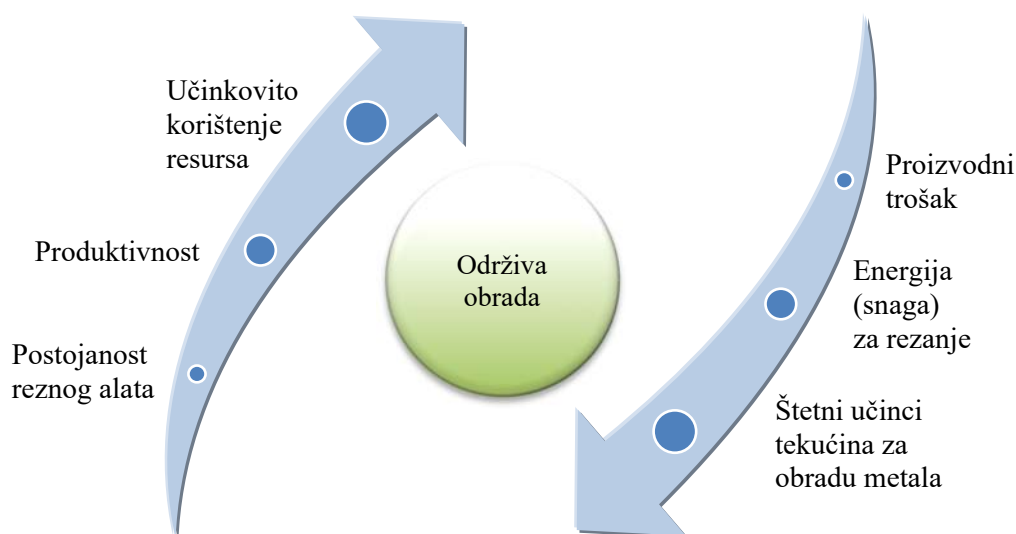 Učinkovito
korištenje
resursa
Produktivnost
Postojanost
reznog alata
Održiva
obrada
Proizvodni
trošak
Energija
(snaga)
za rezanje
Štetni učinci
tekućina za
obradu metala